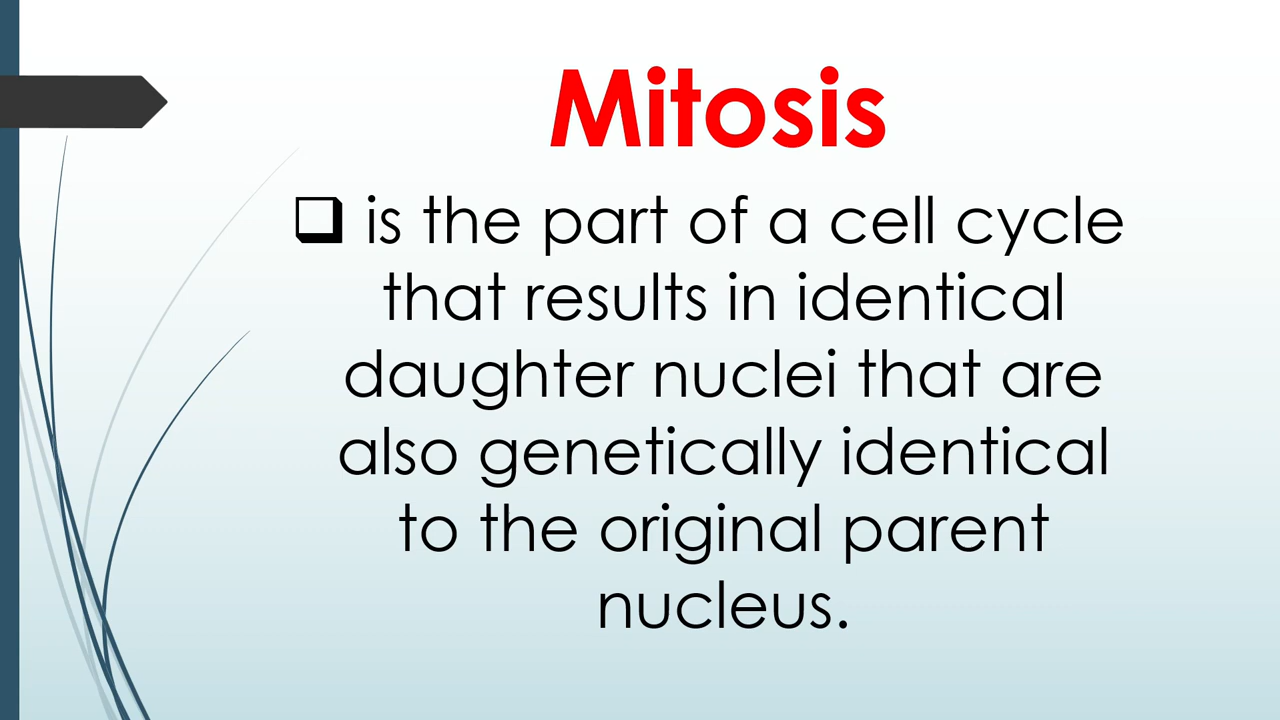 Mitosis
❑ is the part of a cell cycle
that results in identical
daughter nuclei that are
also genetically identical
to the original parent
nucleus.